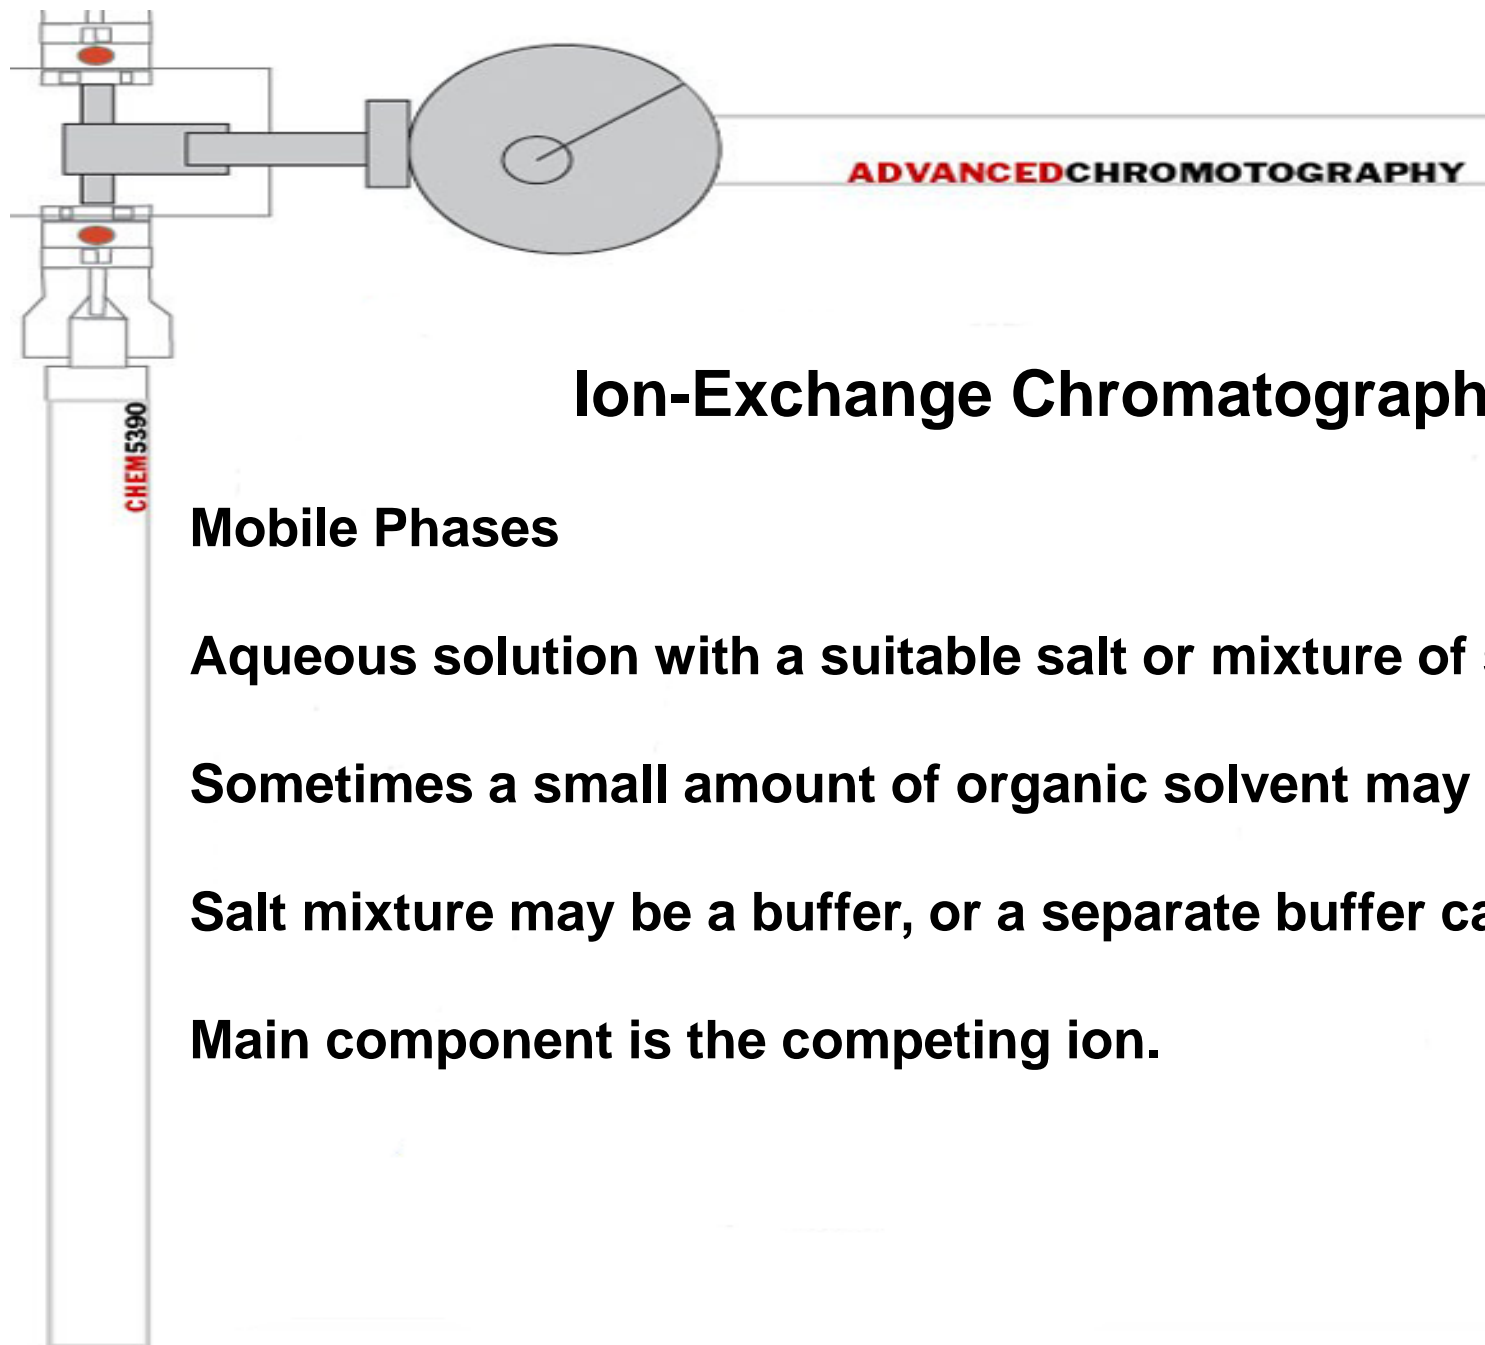 ADVANCEDCHROMOTOGRAPHY
Ion-Exchange Chromatograph
CHEM5390
Mobile Phases
Aqueous solution with a suitable salt or mixture of
Sometimes a small amount of organic solvent may
Salt mixture may be a buffer, or a separate buffer
Main component is the competing ion.